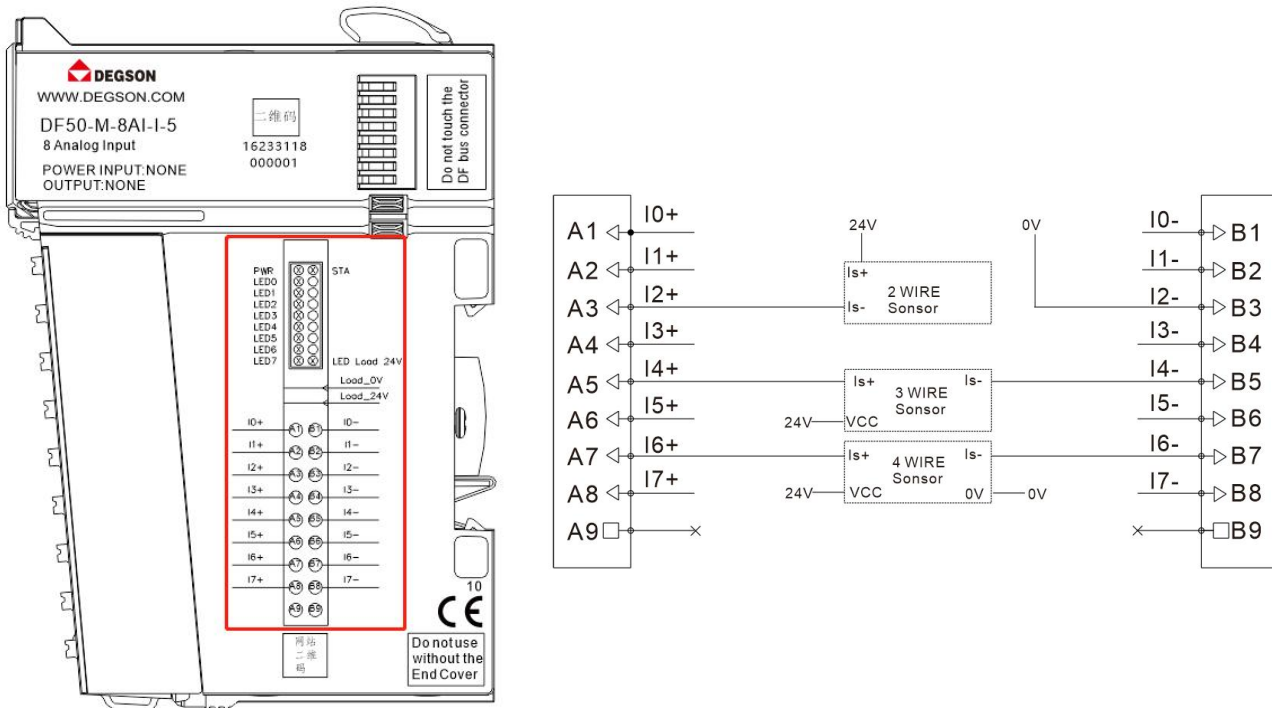 DEGSON
WWW.DEGSON.COM
DF50-M-8AI-I-5
8 Analog Input
POWER INPUT:NONE
OUTPUT:NONE
二维码
16233118
000001
Do not touch the
DF bus connector
PWR STA
LED0
LED1
LED2
LED3
LED4
LED5
LED6
LED7 LED Load 24V
Load_0V
Load_24V
I0+ A1 B1 I0-
I1+ A2 B2 I1-
I2+ A3 B3 I2-
I3+ A4 B4 I3-
I4+ A5 B5 I4-
I5+ A6 B6 I5-
I6+ A7 B7 I6-
I7+ A8 B8 I7-
A9 B9
网站
二维
码
10
CE
Do not use
without the
End Cover
A1 I0+
A2 I1+
A3 I2+
A4 I3+
A5 I4+
A6 I5+
A7 I6+
A8 I7+
A9
24V
Is+
2 WIRE
Is- Sonsor
0V
Is+ Is-
3 WIRE
Sonsor
24V VCC
Is+ Is-
4 WIRE
Sonsor
24V VCC 0V 0V
I0- B1
I1- B2
I2- B3
I3- B4
I4- B5
I5- B6
I6- B7
I7- B8
B9